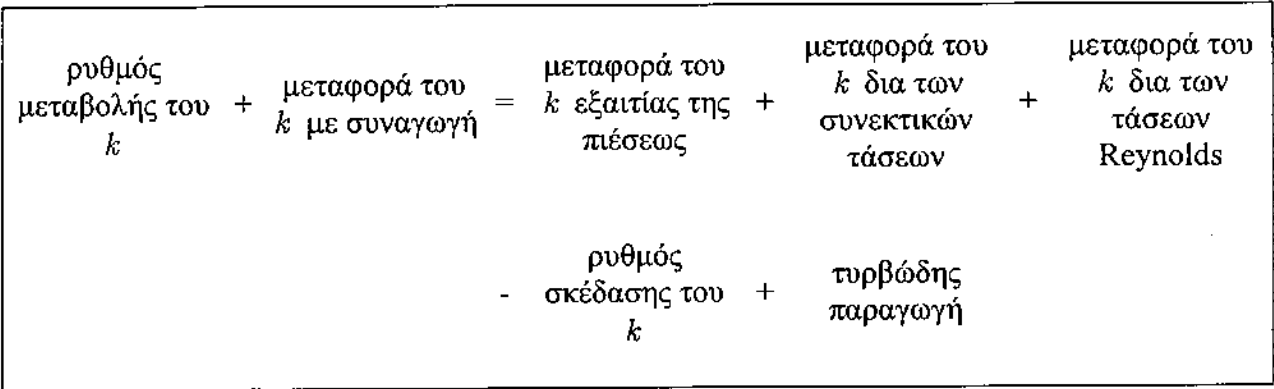 ρυθμός μεταβολής του k + μεταφορά του k με συναγωγή = μεταφορά του k εξαιτίας της πιέσεως + μεταφορά του k δια των συνεκτικών τάσεων + μεταφορά του k δια των τάσεων Reynolds
- ρυθμός σκέδασης του k + τυρβώδης παραγωγή